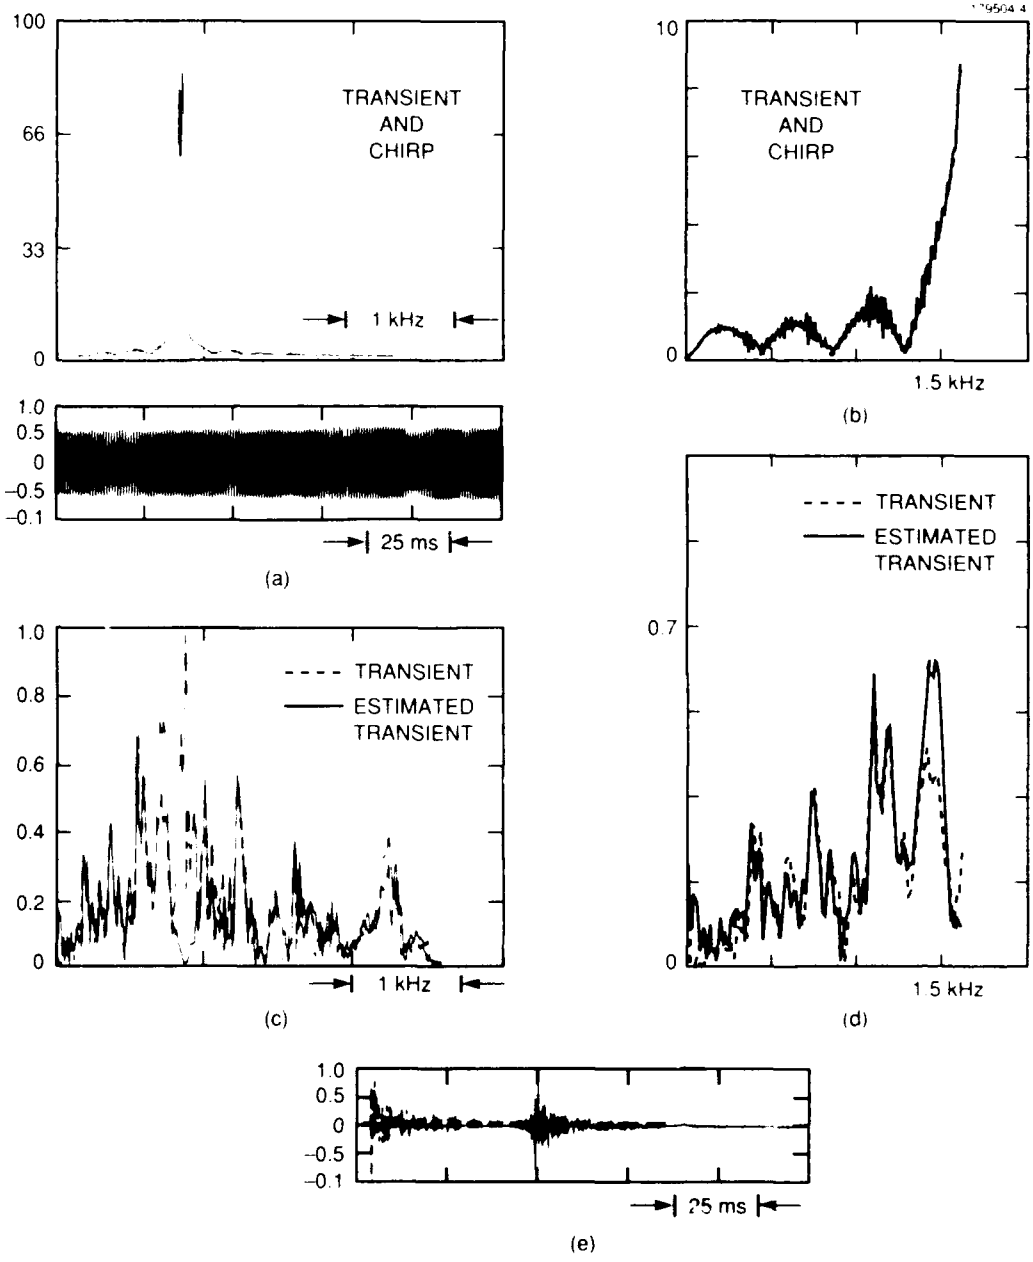 100
66
33
0
TRANSIENT
AND
CHIRP
1 kHz
1.0
0.5
0
−0.5
−0.1
25 ms
(a)
10
0
TRANSIENT
AND
CHIRP
1.5 kHz
(b)
1.0
0.8
0.6
0.4
0.2
0
TRANSIENT
ESTIMATED
TRANSIENT
1 kHz
(c)
0.7
0
TRANSIENT
ESTIMATED
TRANSIENT
1 5 kHz
(d)
1.0
0.5
0
−0.5
−0.1
25 ms
(e)